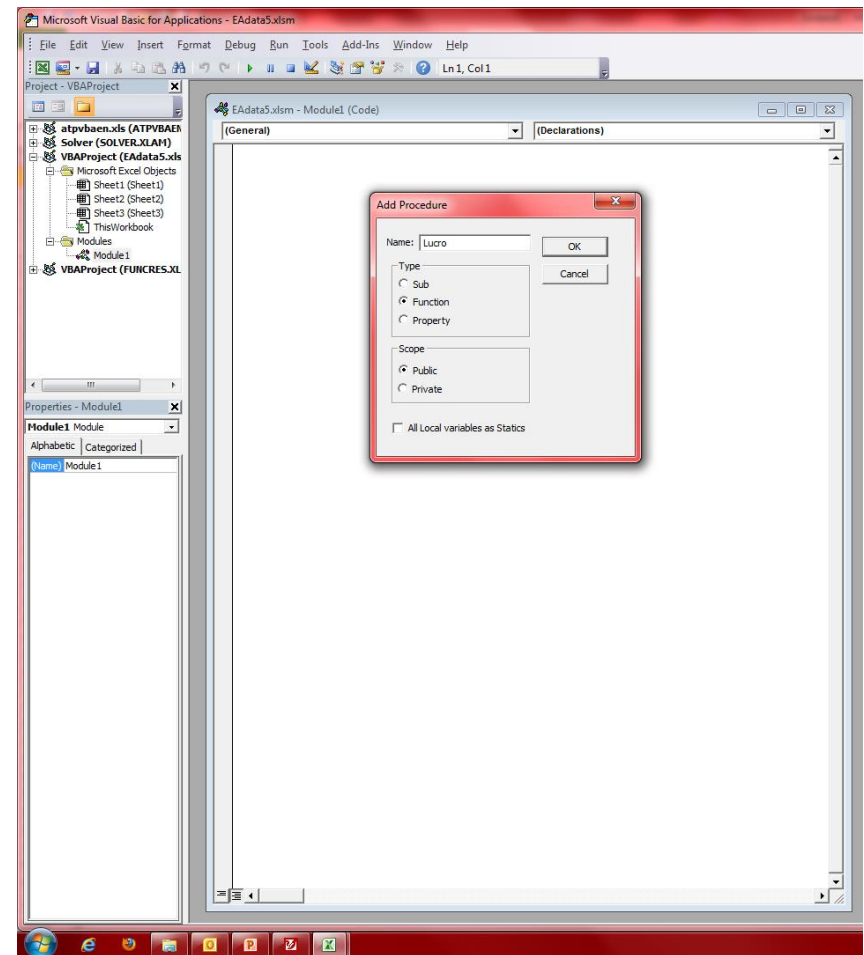 Microsoft Visual Basic for Applications - EAdata5.xlsm
File Edit View Insert Format Debug Run Tools Add-Ins Window Help
Ln 1, Col 1
Project - VBAProject
atpvbaen.xls (ATPVBAEN
Solver (SOLVER.XLAM)
VBAProject (EAdata5.xls
Microsoft Excel Objects
Sheet1 (Sheet1)
Sheet2 (Sheet2)
Sheet3 (Sheet3)
ThisWorkbook
Modules
Module1
VBAProject (FUNCRES.XL
Properties - Module1
Module1 Module
Alphabetic Categorized
(Name) Module1
EAdata5.xlsm - Module1 (Code)
(General) (Declarations)
Add Procedure
Name: Lucro
OK
Cancel
Type
Sub
Function
Property
Scope
Public
Private
All Local variables as Statics